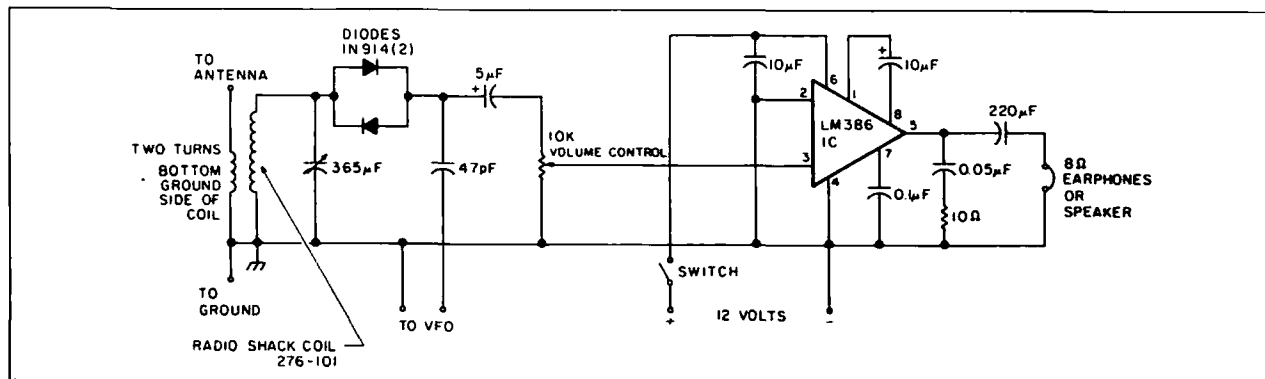 DIODES
IN914(2)
TO
ANTENNA
TWO TURNS
BOTTOM
GROUND
SIDE OF
COIL
365µF
TO
GROUND
RADIO SHACK COIL
276-101
+
5µF
47pF
TO VFO
10K
VOLUME CONTROL
10µF
SWITCH
+
12 VOLTS
-
2
3
6
1
8
5
7
4
LM386
IC
+
10µF
0.1µF
220µF
0.05µF
10Ω
8Ω
EARPHONES
OR
SPEAKER